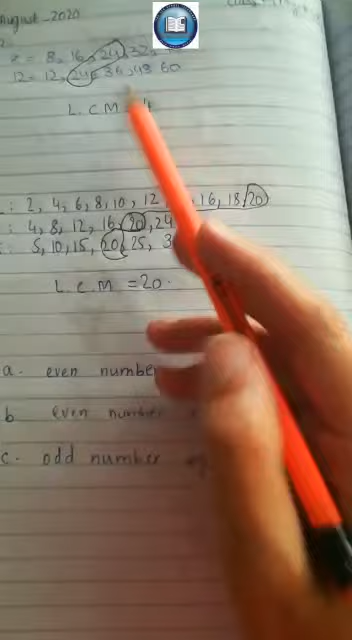 August-2020
8, 16, 24, 32,
12 = 12, 24, 36, 48 60
L.C.M
: 2, 4, 6, 8, 10, 12 16, 18, 20
: 4, 8, 12, 16, 20, 24
: 5, 10, 15, 20, 25,
L.C.M = 20.
a. even number
b even number
c. odd number